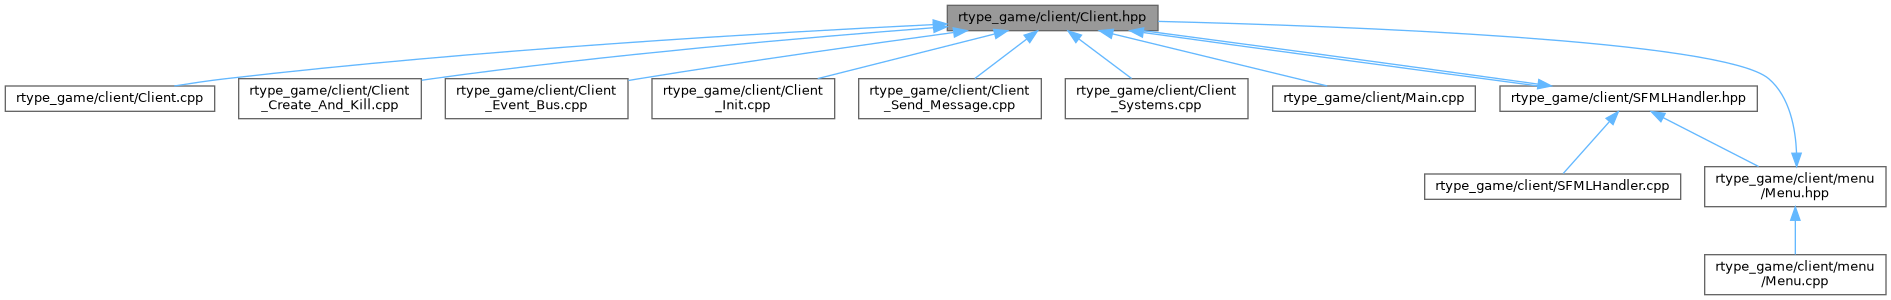 rtype_game/client/Client.hpp
rtype_game/client/Client.cpp
rtype_game/client/Client
_Create_And_Kill.cpp
rtype_game/client/Client
_Event_Bus.cpp
rtype_game/client/Client
_Init.cpp
rtype_game/client/Client
_Send_Message.cpp
rtype_game/client/Client
_Systems.cpp
rtype_game/client/Main.cpp
rtype_game/client/SFMLHandler.hpp
rtype_game/client/SFMLHandler.cpp
rtype_game/client/menu
/Menu.hpp
rtype_game/client/menu
/Menu.cpp